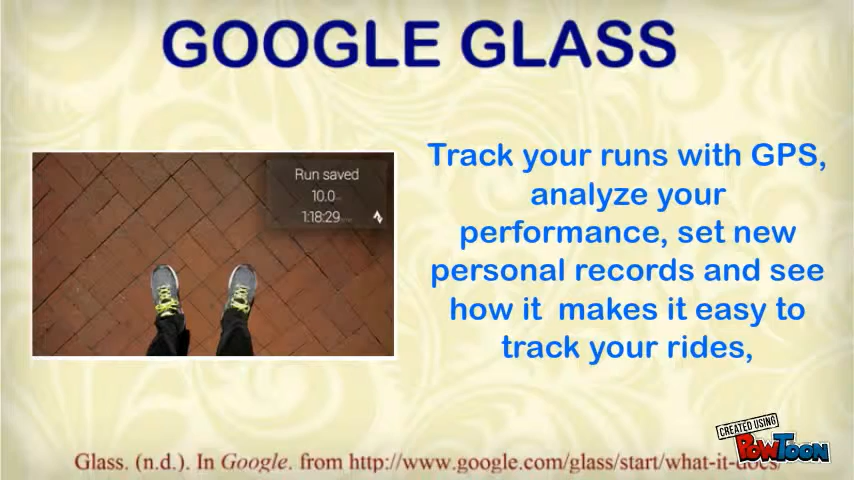 GOOGLE GLASS
Run saved
10.0
1:18:29
Track your runs with GPS,
analyze your
performance, set new
personal records and see
how it makes it easy to
track your rides,
CREATED USING
PowToon
Glass. (n.d.). In Google. from http://www.google.com/glass/start/what-it-does/